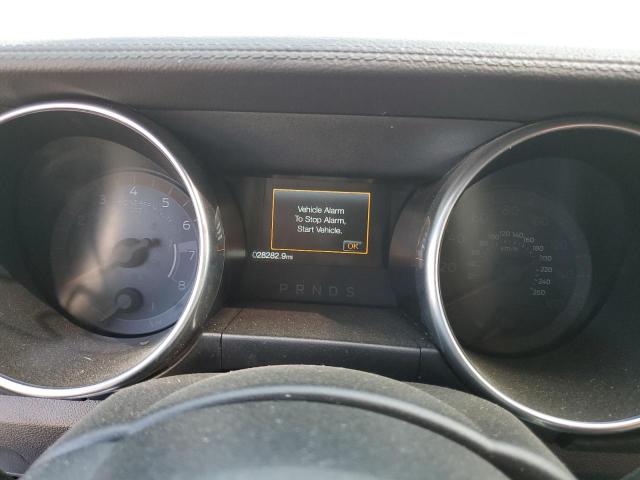 Vehicle Alarm
To Stop Alarm,
Start Vehicle.
OK
028282.9mi
P R N D S
3 4 5 6 7 8
120 140 160 180 200 220 240 260
km/h